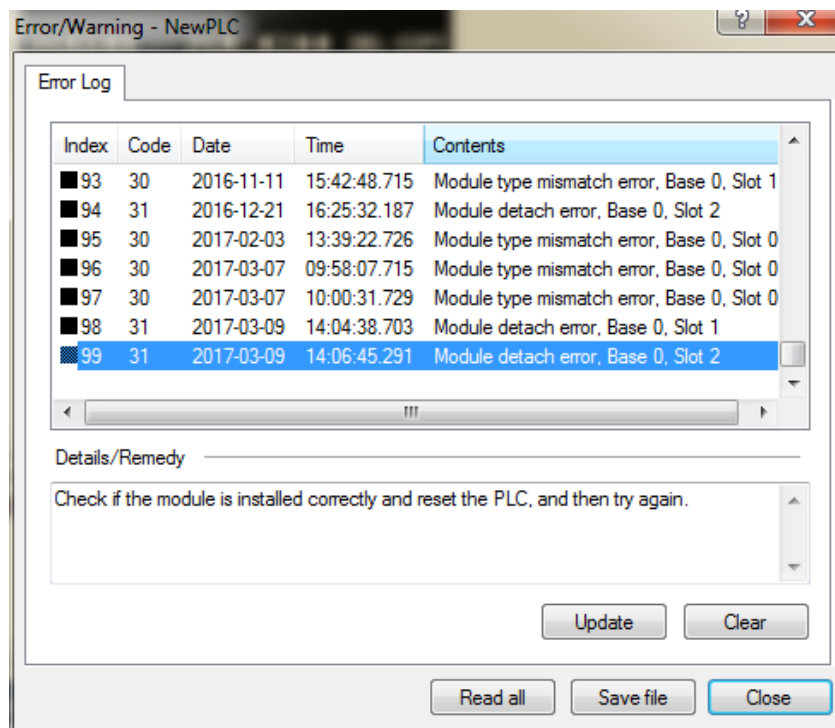 Error/Warning - NewPLC
Error Log
Index Code Date Time Contents
93 30 2016-11-11 15:42:48.715 Module type mismatch error, Base 0, Slot 1
94 31 2016-12-21 16:25:32.187 Module detach error, Base 0, Slot 2
95 30 2017-02-03 13:39:22.726 Module type mismatch error, Base 0, Slot 0
96 30 2017-03-07 09:58:07.715 Module type mismatch error, Base 0, Slot 0
97 30 2017-03-07 10:00:31.729 Module type mismatch error, Base 0, Slot 0
98 31 2017-03-09 14:04:38.703 Module detach error, Base 0, Slot 1
99 31 2017-03-09 14:06:45.291 Module detach error, Base 0, Slot 2
Details/Remedy
Check if the module is installed correctly and reset the PLC, and then try again.
Update Clear
Read all Save file Close